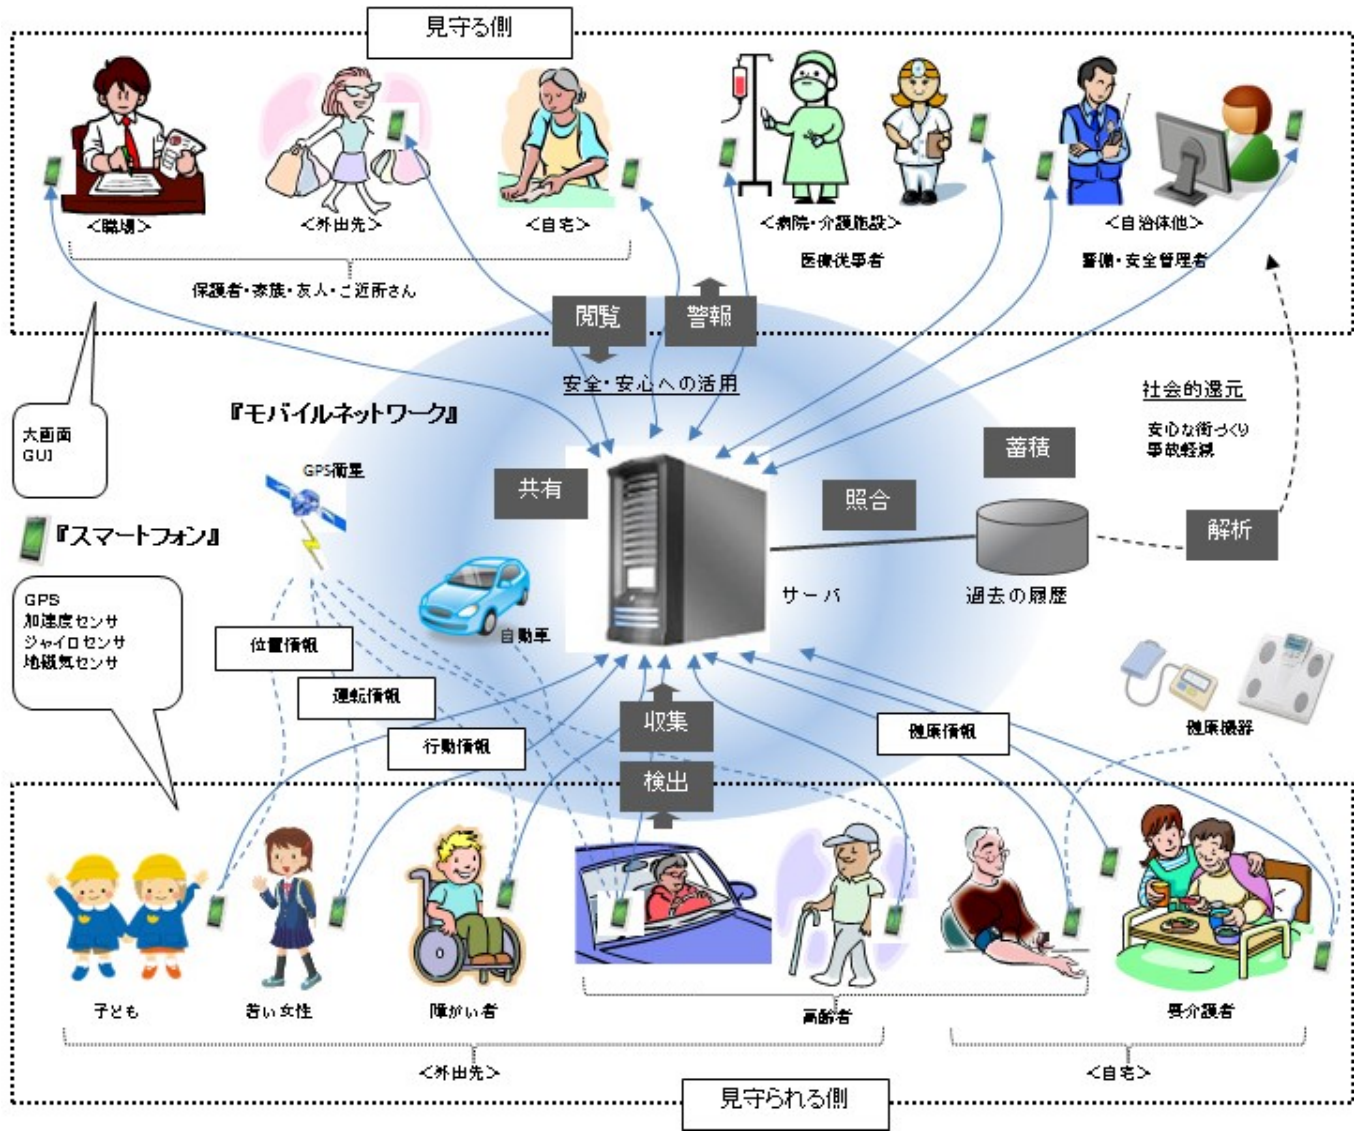 見守る側
＜職場＞
＜外出先＞
＜自宅＞
＜病院・介護施設＞
＜自治体他＞
医療従事者
警備・安全管理者
保護者・家族・友人・ご近所さん
閲覧
警報
安全・安心への活用
社会的還元
安心な街づくり
事故軽減
『モバイルネットワーク』
大画面
GUI
GPS衛星
共有
照合
蓄積
解析
『スマートフォン』
サーバ
過去の履歴
GPS
加速度センサ
ジャイロセンサ
地磁気センサ
自動車
位置情報
運転情報
行動情報
収集
健康情報
健康機器
検出
子ども
若い女性
障がい者
高齢者
要介護者
＜外出先＞
＜自宅＞
見守られる側